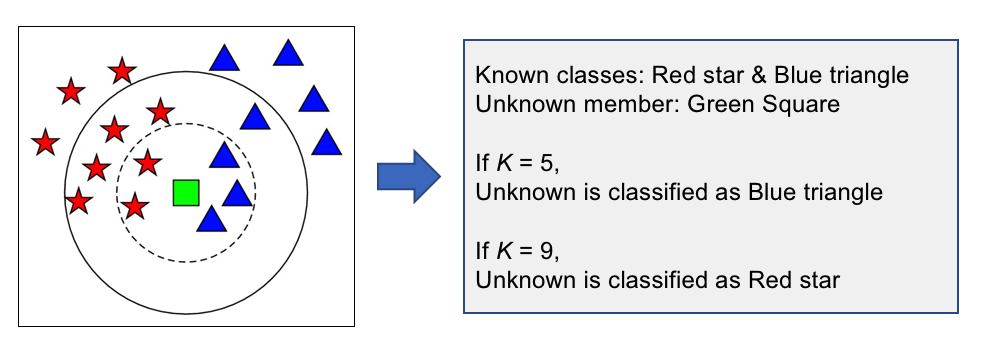 Known classes: Red star & Blue triangle
Unknown member: Green Square
If K = 5,
Unknown is classified as Blue triangle
If K = 9,
Unknown is classified as Red star